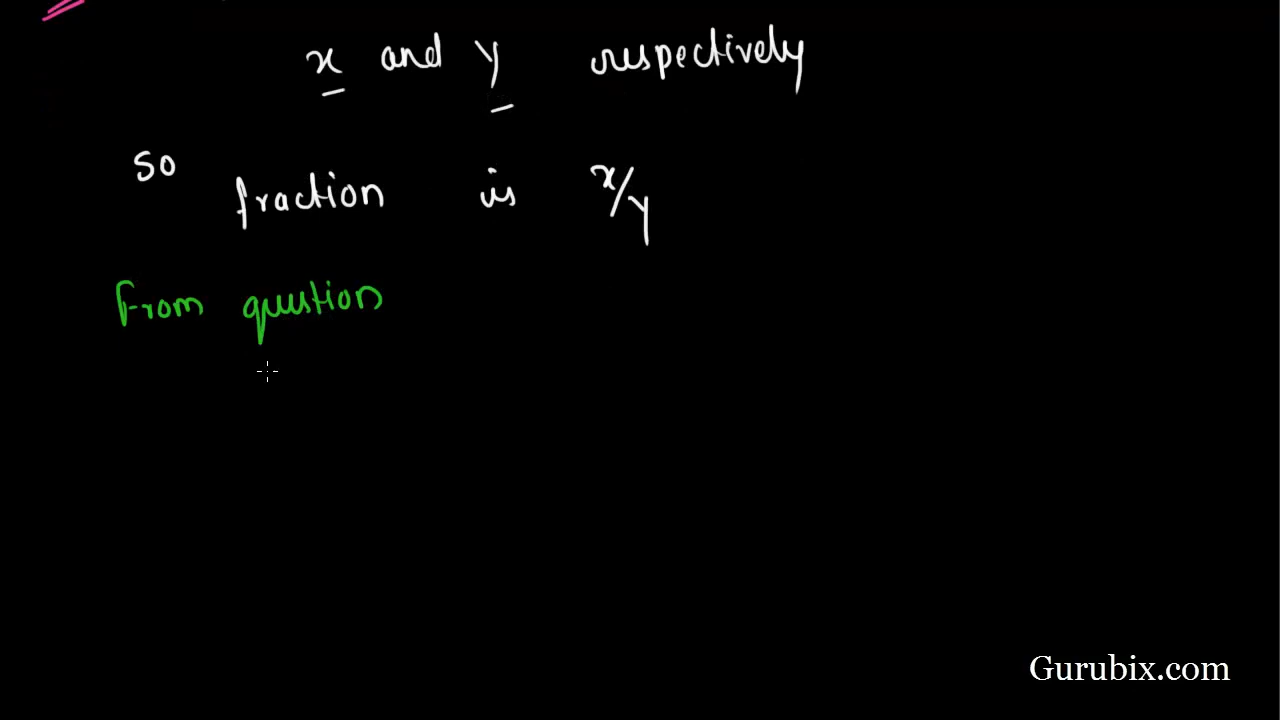 x and y respectively
So fraction is x/y
From question
Gurubix.com